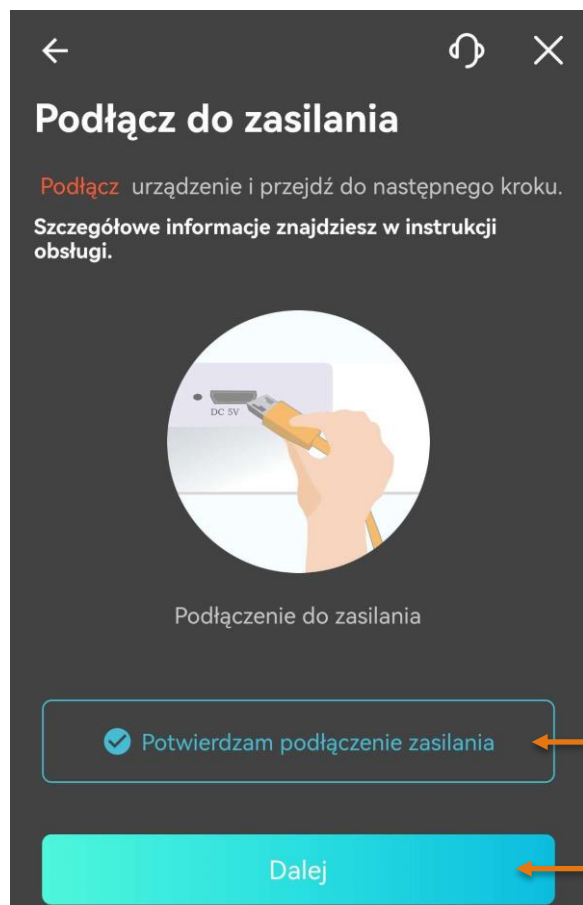 Podłącz do zasilania
Podłącz urządzenie i przejdź do następnego kroku.
Szczegółowe informacje znajdziesz w instrukcji
obsługi.
DC 5V
Podłączenie do zasilania
Potwierdzam podłączenie zasilania
Dalej